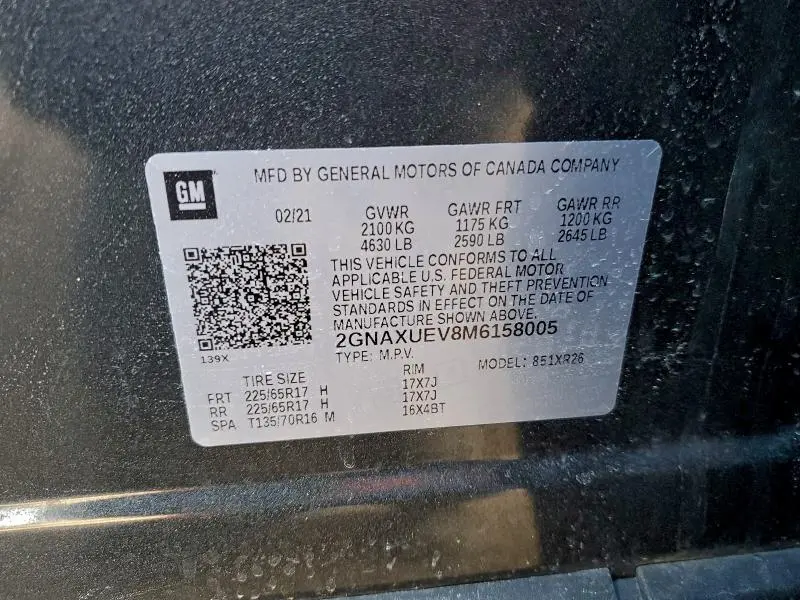 MFD BY GENERAL MOTORS OF CANADA COMPANY
GM
02/21 GVWR GAWR FRT GAWR RR
2100 KG 1175 KG 1200 KG
4630 LB 2590 LB 2645 LB
THIS VEHICLE CONFORMS TO ALL
APPLICABLE U.S. FEDERAL MOTOR
VEHICLE SAFETY AND THEFT PREVENTION
STANDARDS IN EFFECT ON THE DATE OF
MANUFACTURE SHOWN ABOVE.
2GNAXUEV8M6158005
139X
TYPE: M.P.V. MODEL: 851XR26
TIRE SIZE RIM
FRT 225/65R17 H 17X7J
RR 225/65R17 H 17X7J
SPA T135/70R16 M 16X4BT